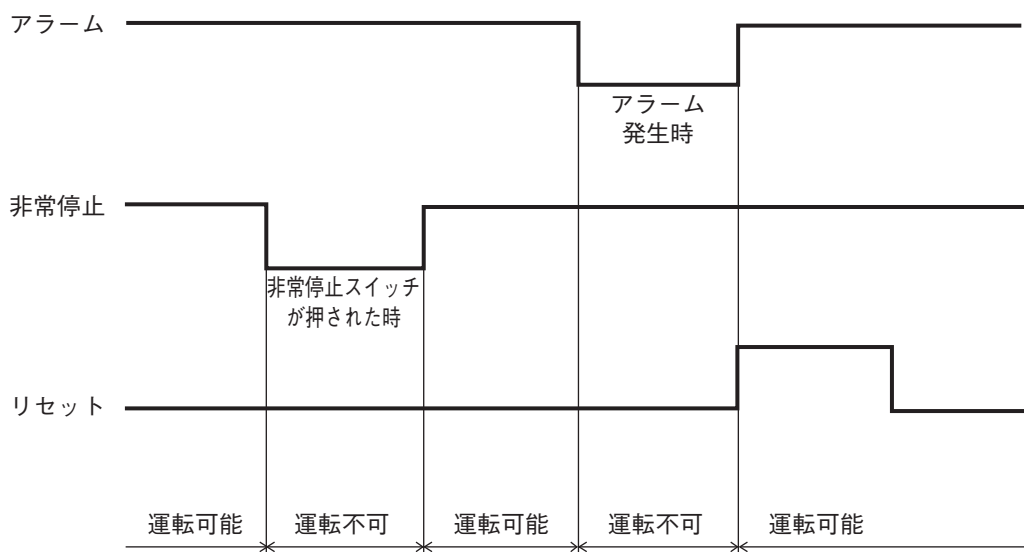 アラーム
アラーム
発生時
非常停止
非常停止スイッチ
が押された時
リセット
運転可能
運転不可
運転可能
運転不可
運転可能